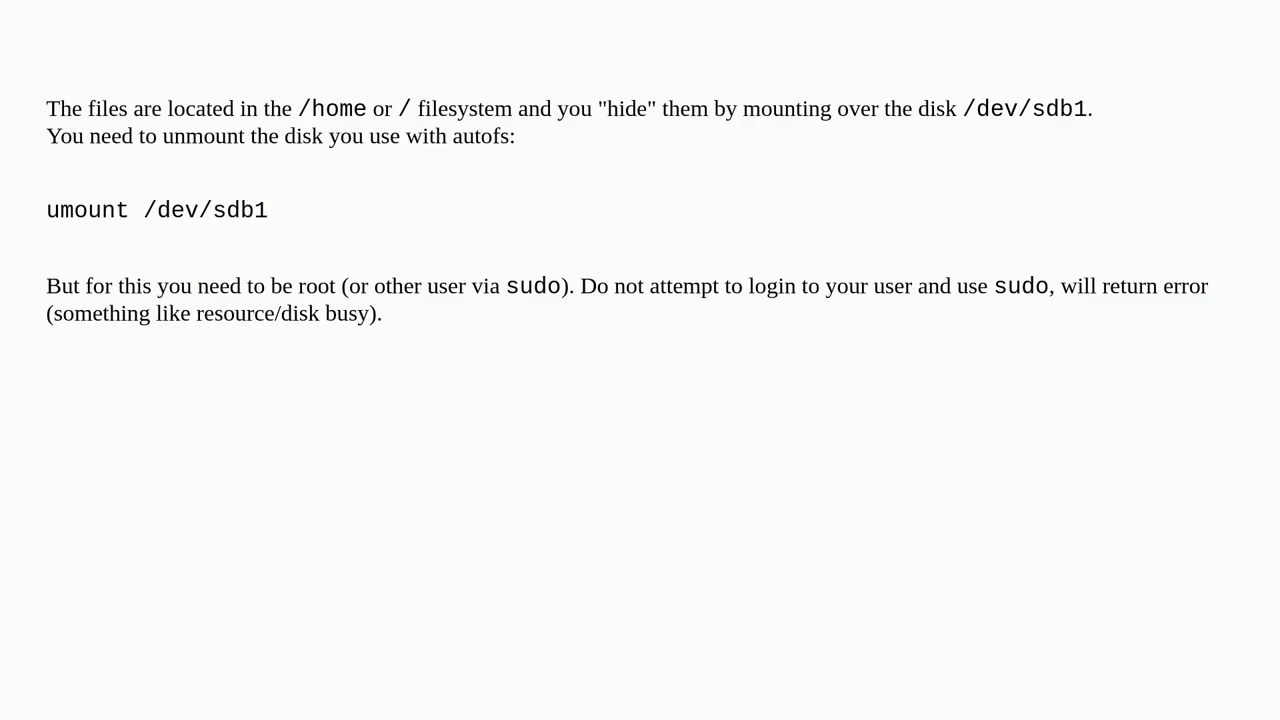 The files are located in the /home or / filesystem and you "hide" them by mounting over the disk /dev/sdb1.
You need to unmount the disk you use with autofs:
umount /dev/sdb1
But for this you need to be root (or other user via sudo). Do not attempt to login to your user and use sudo, will return error
(something like resource/disk busy).